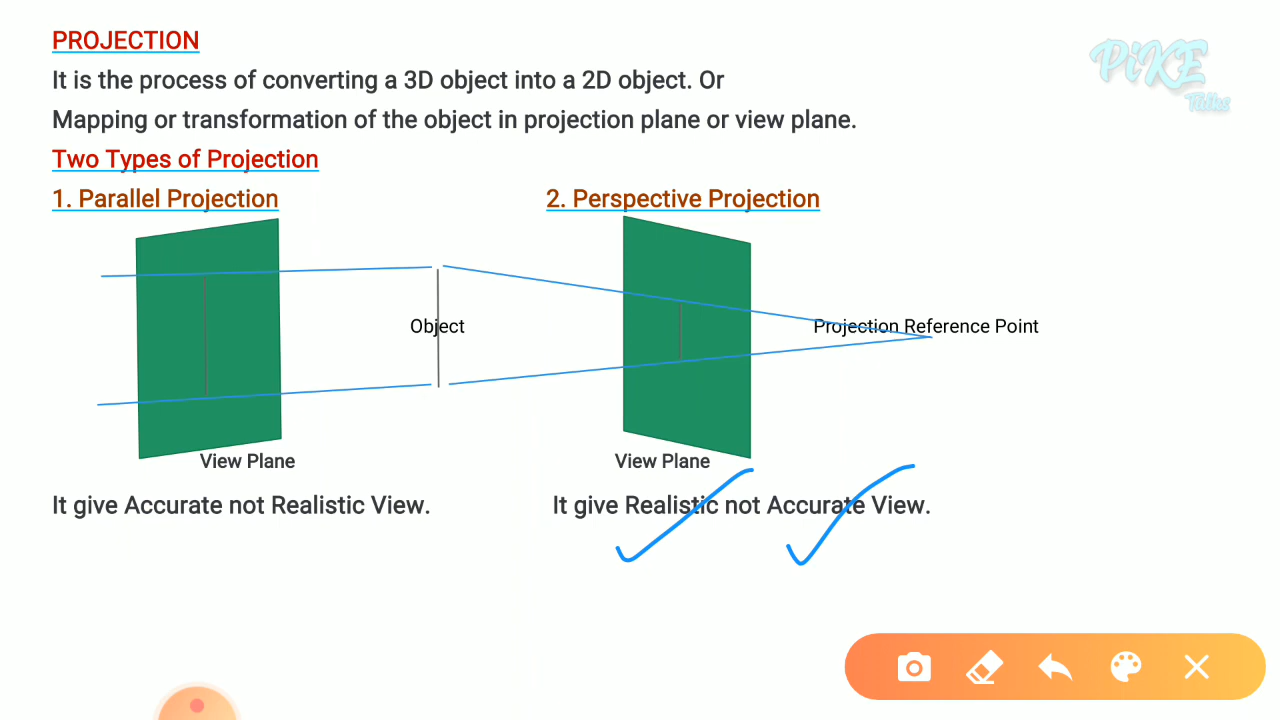 PROJECTION
It is the process of converting a 3D object into a 2D object. Or
Mapping or transformation of the object in projection plane or view plane.
Two Types of Projection
1. Parallel Projection
2. Perspective Projection
Object
Projection Reference Point
View Plane
View Plane
It give Accurate not Realistic View.
It give Realistic not Accurate View.
PiKE
Talks